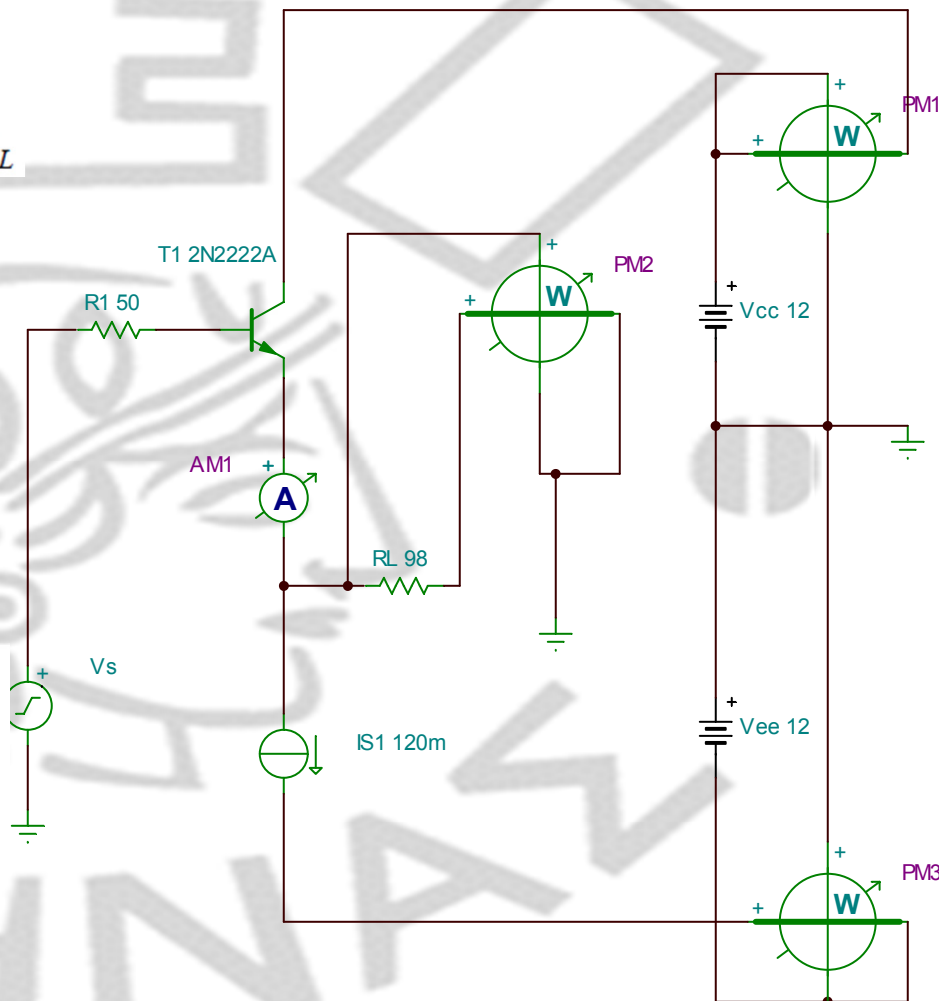 L
PM1
+
+
W
T1 2N2222A
+
PM2
R1 50
+
W
+
Vcc 12
AM1
+
A
RL 98
Vs
+
+
Vee 12
IS1 120m
+
PM3
+
W